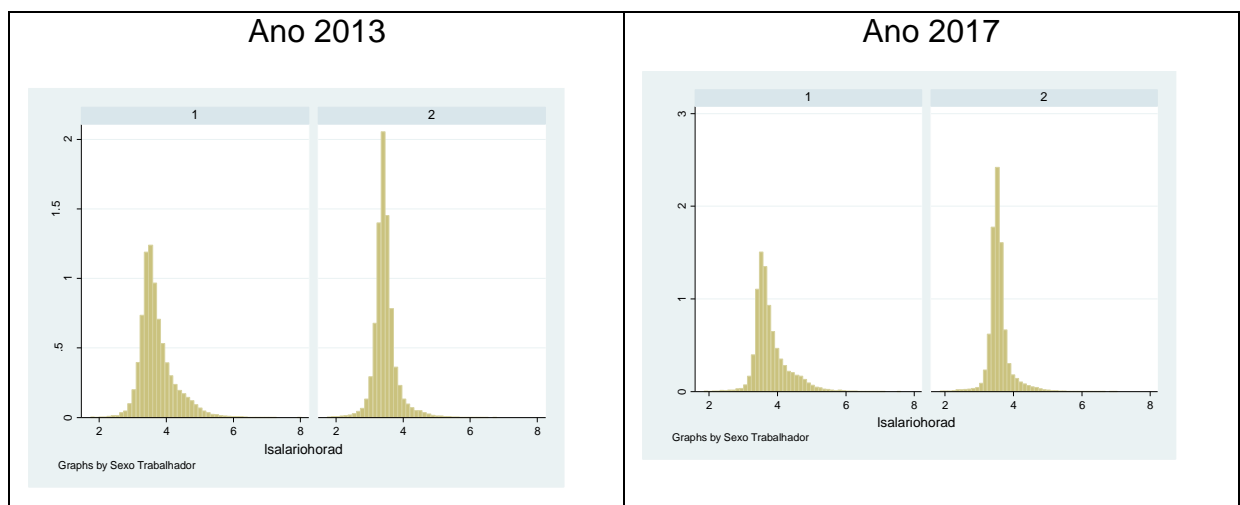 Ano 2013
1 2
0 .5 1 1.5 2
2 4 6 8 2 4 6 8
lsalariohorad
Graphs by Sexo Trabalhador
Ano 2017
1 2
0 1 2 3
2 4 6 8 2 4 6 8
lsalariohorad
Graphs by Sexo Trabalhador